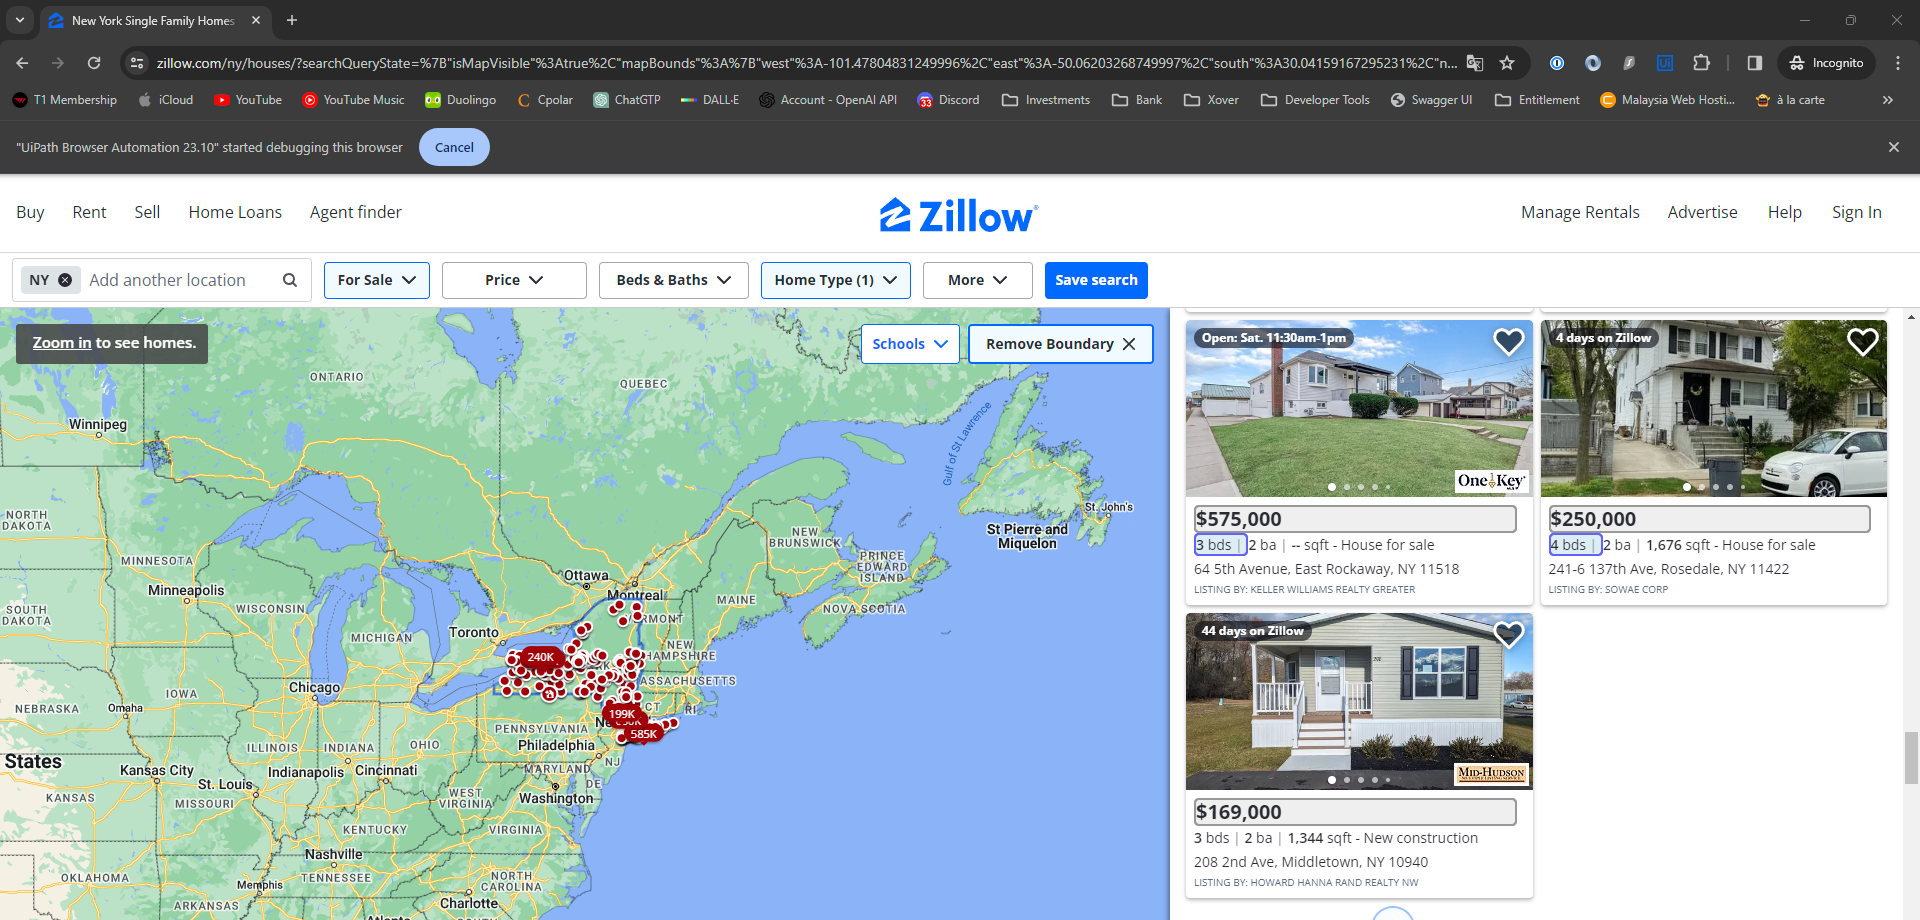 New York Single Family Homes
zillow.com/ny/houses/?searchQueryState=%7B"isMapVisible"%3Atrue%2C"mapBounds"%3A%7B"west"%3A-101.47804831249996%2C"east"%3A-50.06203268749997%2C"south"%3A30.04159167295231%2C"n...
Incognito
T1 Membership
iCloud
YouTube
YouTube Music
Duolingo
Cpolar
ChatGTP
DALL·E
Account - OpenAI API
Discord
Investments
Bank
Xover
Developer Tools
Swagger UI
Entitlement
Malaysia Web Hosti...
à la carte
"UiPath Browser Automation 23.10" started debugging this browser
Cancel
Buy Rent Sell Home Loans Agent finder
Zillow
Manage Rentals Advertise Help Sign In
NY
Add another location
For Sale
Price
Beds & Baths
Home Type (1)
More
Save search
Zoom in to see homes.
Schools
Remove Boundary
ONTARIO
QUEBEC
Gulf of St Lawrence
Winnipeg
NORTH
DAKOTA
St. John's
St Pierre and
Miquelon
NEW
BRUNSWICK
PRINCE
EDWARD
ISLAND
MINNESOTA
Ottawa
Montreal
Minneapolis
WISCONSIN
MAINE
NOVA SCOTIA
SOUTH
DAKOTA
RMONT
MICHIGAN
Toronto
NEW
HAMPSHIRE
240K
ASSACHUSETTS
IOWA
Chicago
NEBRASKA
Omaha
CT
RI
199K
585K
PENNSYLVANIA
ILLINOIS
INDIANA
OHIO
Philadelphia
NJ
States
Kansas City
Indianapolis
Cincinnati
MARYLAND
DE
St. Louis
KANSAS
MISSOURI
WEST
VIRGINIA
Washington
KENTUCKY
VIRGINIA
Nashville
TENNESSEE
OKLAHOMA
Memphis
NORTH
CAROLINA
Charlotte
ARKANSAS
Atlanta
Open: Sat. 11:30am-1pm
One Key
$575,000
3 bds | 2 ba | -- sqft - House for sale
64 5th Avenue, East Rockaway, NY 11518
LISTING BY: KELLER WILLIAMS REALTY GREATER
4 days on Zillow
$250,000
4 bds | 2 ba | 1,676 sqft - House for sale
241-6 137th Ave, Rosedale, NY 11422
LISTING BY: SOWAE CORP
44 days on Zillow
MID-HUDSON
$169,000
3 bds | 2 ba | 1,344 sqft - New construction
208 2nd Ave, Middletown, NY 10940
LISTING BY: HOWARD HANNA RAND REALTY NW